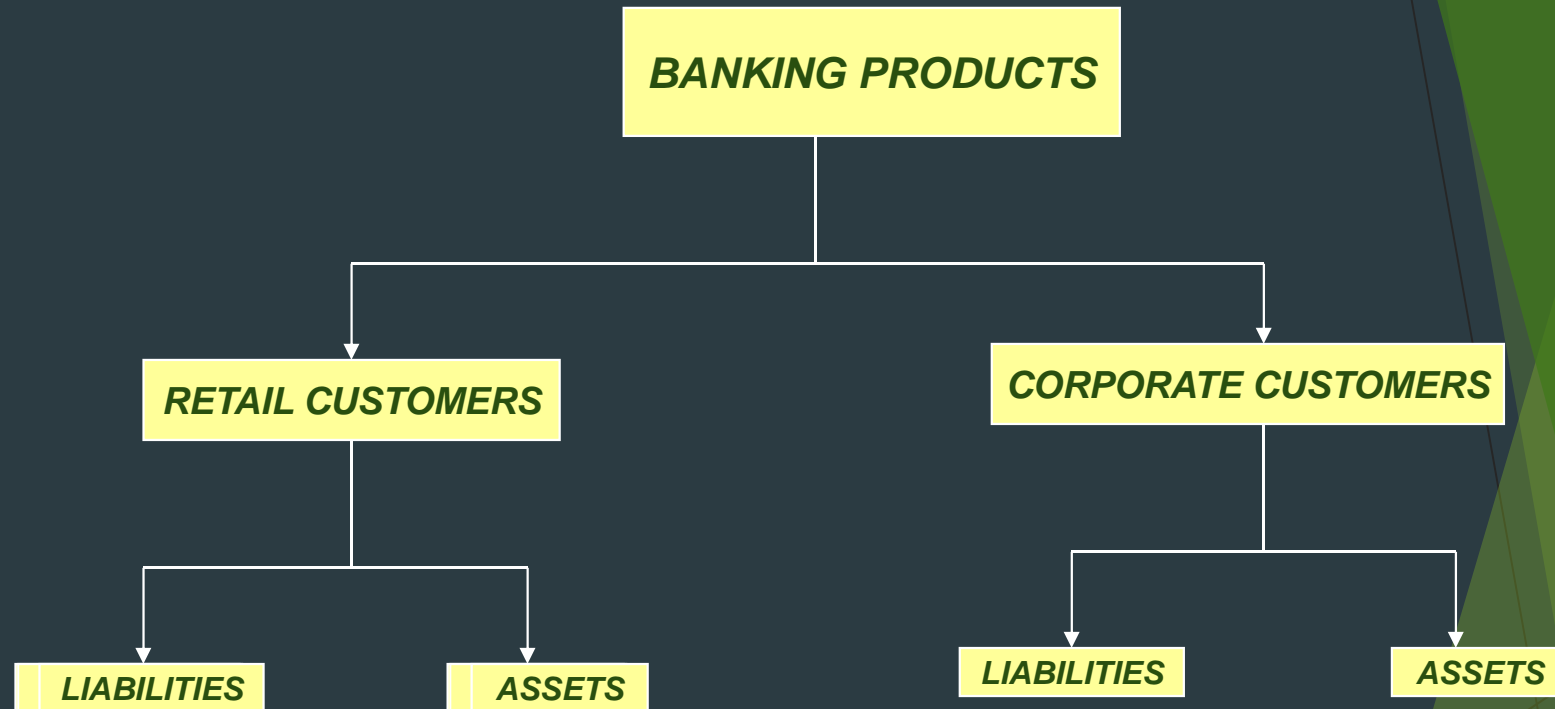 BANKING PRODUCTS
RETAIL CUSTOMERS
CORPORATE CUSTOMERS
LIABILITIES
ASSETS
LIABILITIES
ASSETS